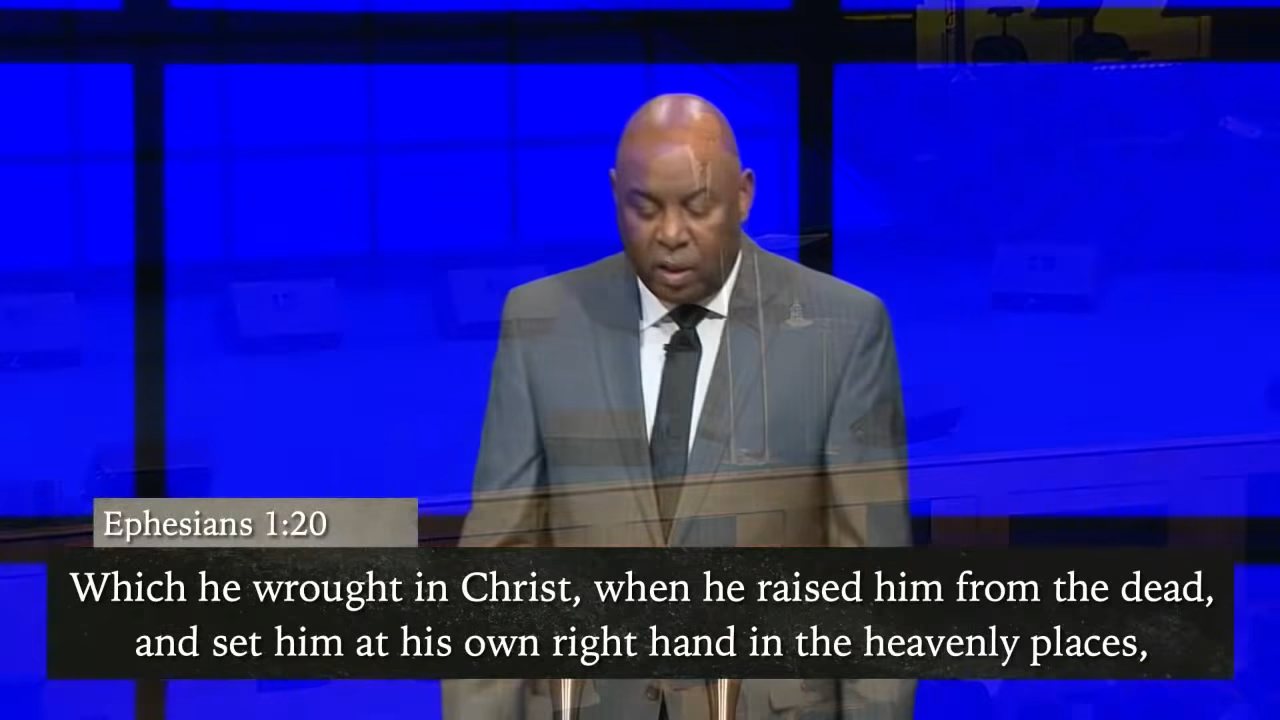 Ephesians 1:20
Which he wrought in Christ, when he raised him from the dead,
and set him at his own right hand in the heavenly places,